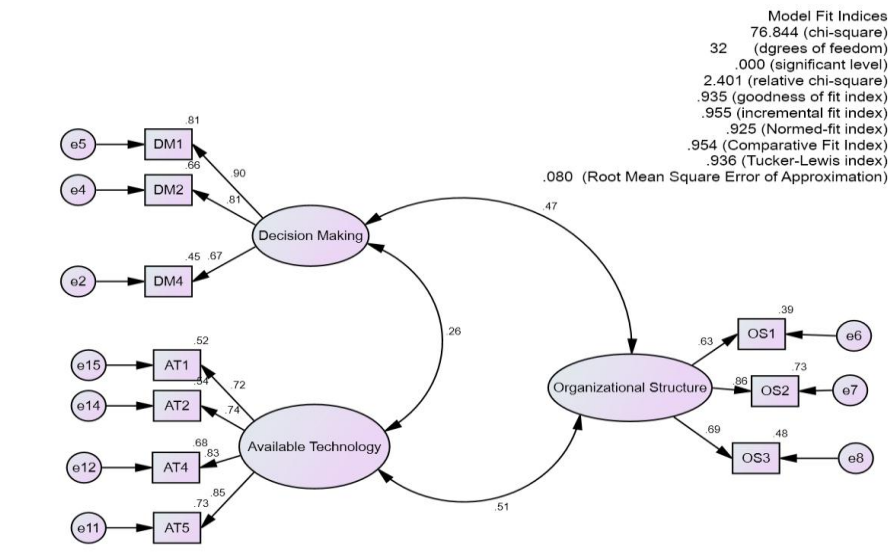 Model Fit Indices
76.844 (chi-square)
32 (dgrees of feedom)
.000 (significant level)
2.401 (relative chi-square)
.935 (goodness of fit index)
.955 (incremental fit index)
.925 (Normed-fit index)
.954 (Comparative Fit Index)
.936 (Tucker-Lewis index)
.080 (Root Mean Square Error of Approximation)
.81
e5
DM1
.66
.90
e4
DM2
.81
.47
Decision Making
.45 .67
e2
DM4
.26
.39
OS1
e6
.63
.52
e15
AT1
.54
.72
.73
Organizational Structure
.86
OS2
e7
e14
AT2
.74
.69
.48
OS3
e8
.68
Available Technology
.83
e12
AT4
.85
.73
.51
e11
AT5